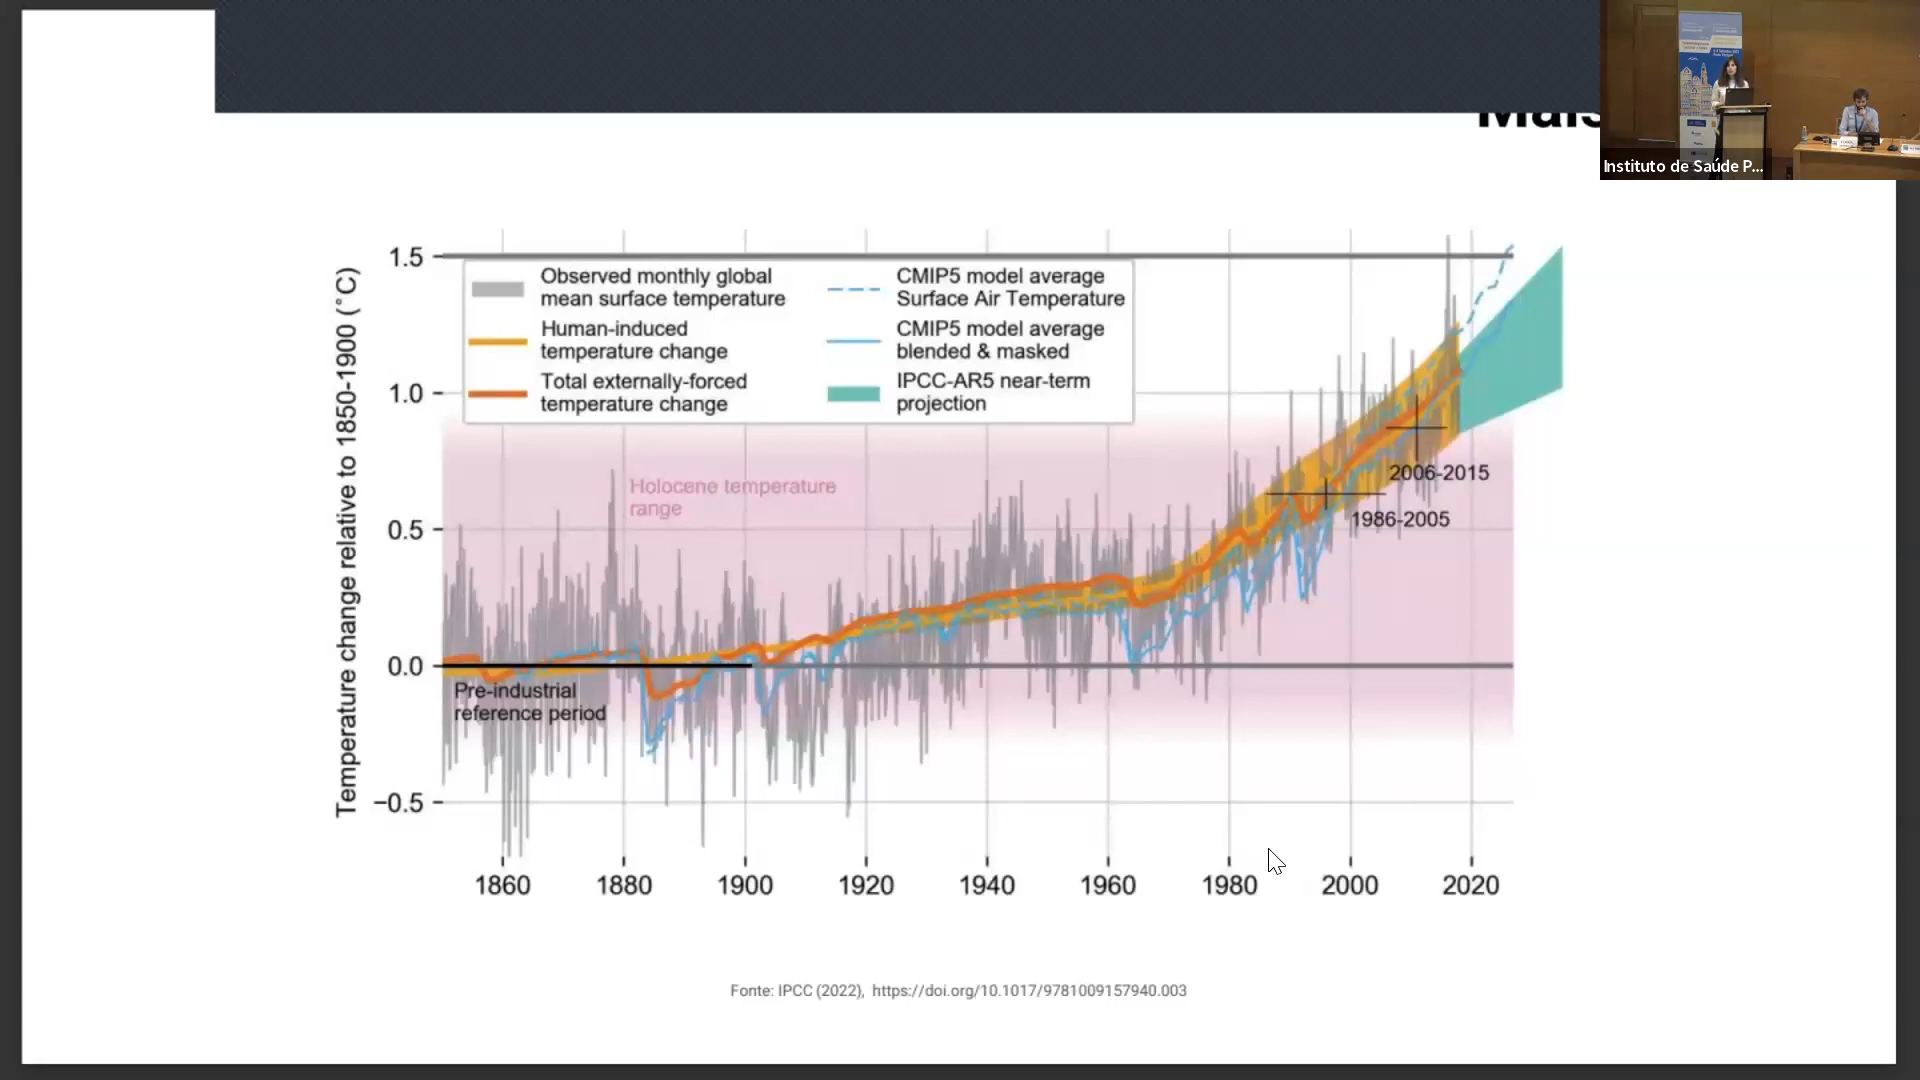 Mais
Instituto de Saúde P...
Temperature change relative to 1850-1900 (°C)
1.5
1.0
0.5
0.0
−0.5
Observed monthly global
mean surface temperature
Human-induced
temperature change
Total externally-forced
temperature change
CMIP5 model average
Surface Air Temperature
CMIP5 model average
blended & masked
IPCC-AR5 near-term
projection
Holocene temperature
range
2006-2015
1986-2005
Pre-industrial
reference period
1860
1880
1900
1920
1940
1960
1980
2000
2020
Fonte: IPCC (2022), https://doi.org/10.1017/9781009157940.003